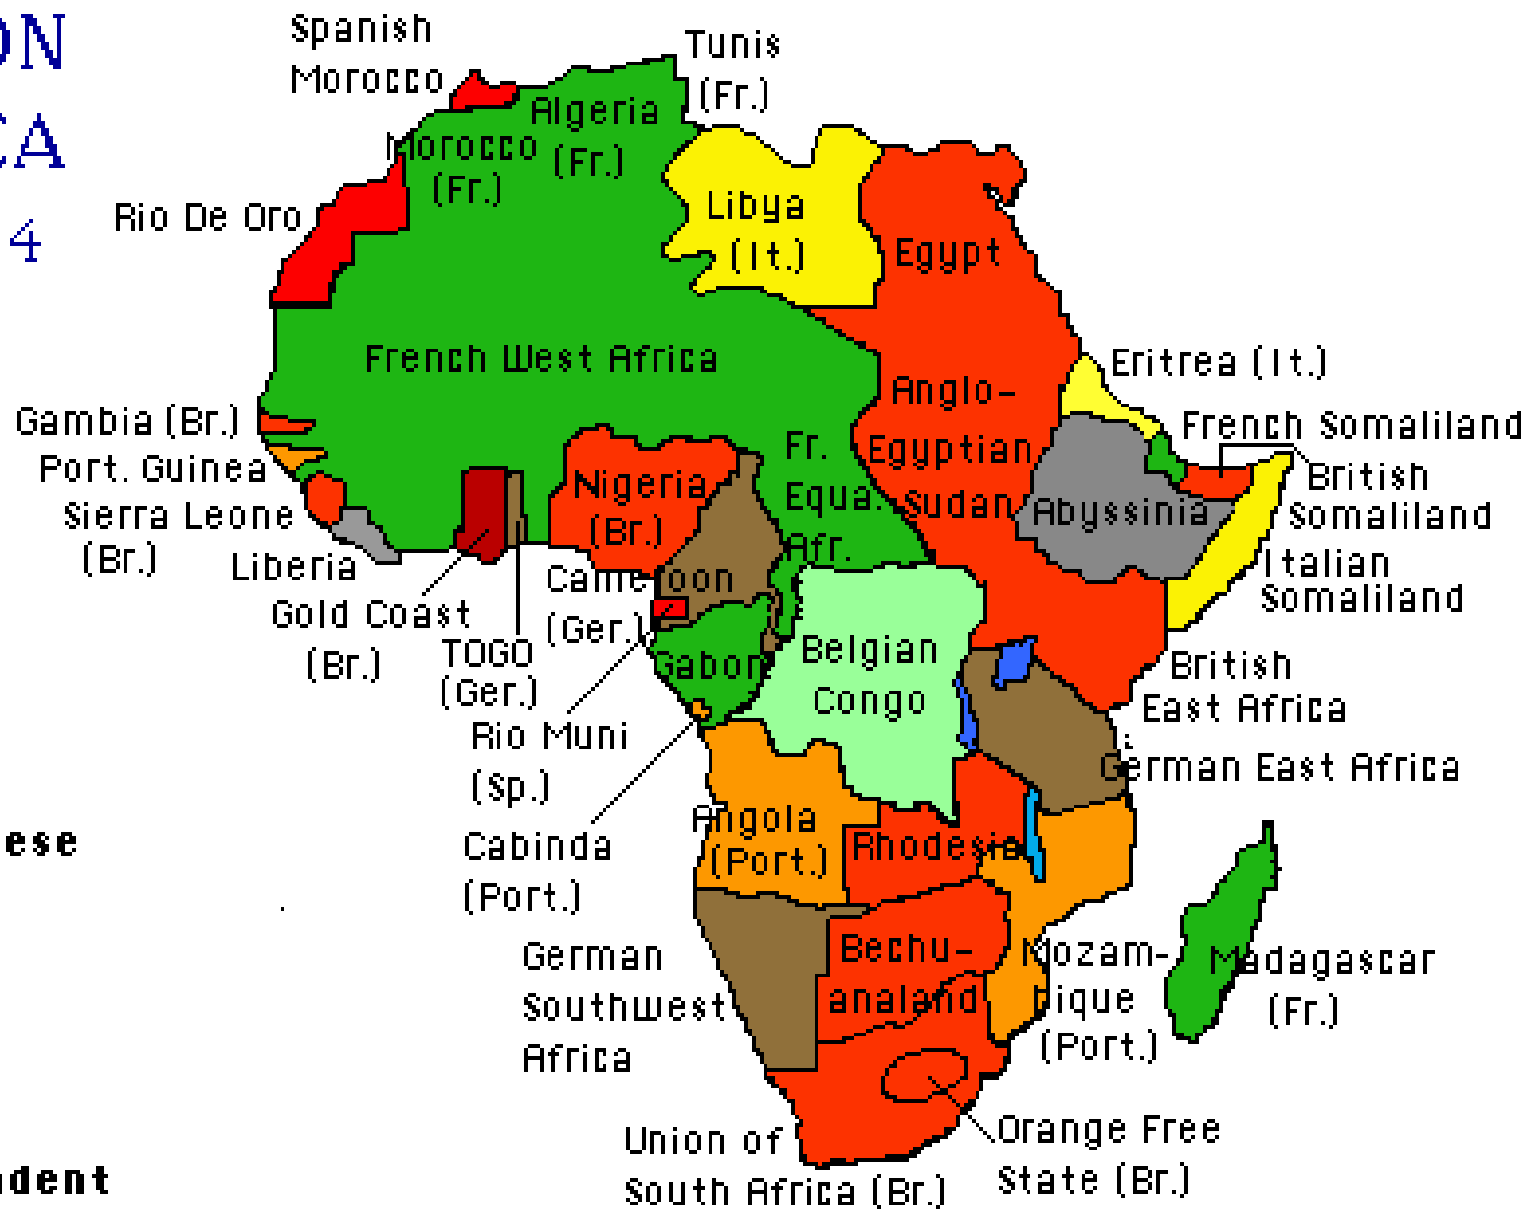 ON
CA
4
Spanish
Morocco
Tunis
(Fr.)
Algeria
(Fr.)
Morocco
(Fr.)
Rio De Oro
Libya
(It.)
Egypt
French West Africa
Eritrea (It.)
Anglo-
Egyptian
Sudan
Gambia (Br.)
Port. Guinea
Sierra Leone
(Br.)
Liberia
Gold Coast
(Br.)
TOGO
(Ger.)
Nigeria
(Br.)
Fr.
Equa.
Afr.
French Somaliland
British
Somaliland
Abyssinia
Italian
Somaliland
Cameroon
(Ger.)
Gabon
Rio Muni
(Sp.)
Cabinda
(Port.)
Belgian
Congo
British
East Africa
German East Africa
ese
Angola
(Port.)
Rhodesia
German
Southwest
Africa
Bechu-
analand
Mozam-
bique
(Port.)
Madagascar
(Fr.)
Union of
South Africa (Br.)
Orange Free
State (Br.)
ndent